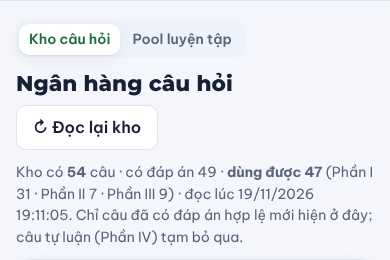 Kho câu hỏi Pool luyện tập
Ngân hàng câu hỏi
↻ Đọc lại kho
Kho có 54 câu · có đáp án 49 · dùng được 47 (Phần I
31 · Phần II 7 · Phần III 9) · đọc lúc 19/11/2026
19:11:05. Chỉ câu đã có đáp án hợp lệ mới hiện ở đây;
câu tự luận (Phần IV) tạm bỏ qua.